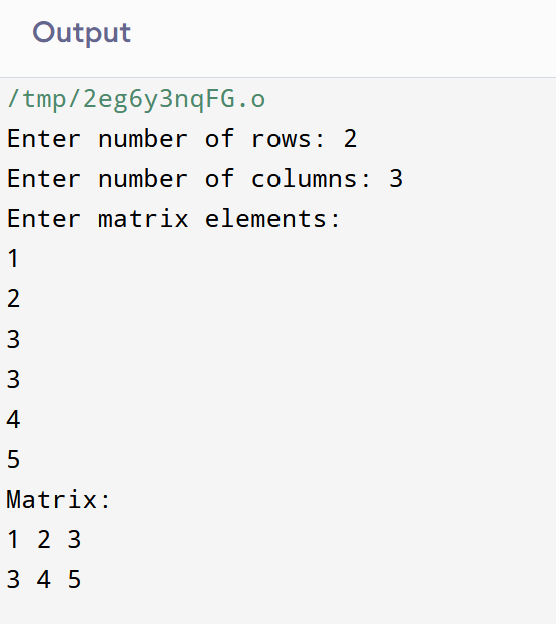 Output
/tmp/2eg6y3nqFG.o
Enter number of rows: 2
Enter number of columns: 3
Enter matrix elements:
1
2
3
3
4
5
Matrix:
1 2 3
3 4 5